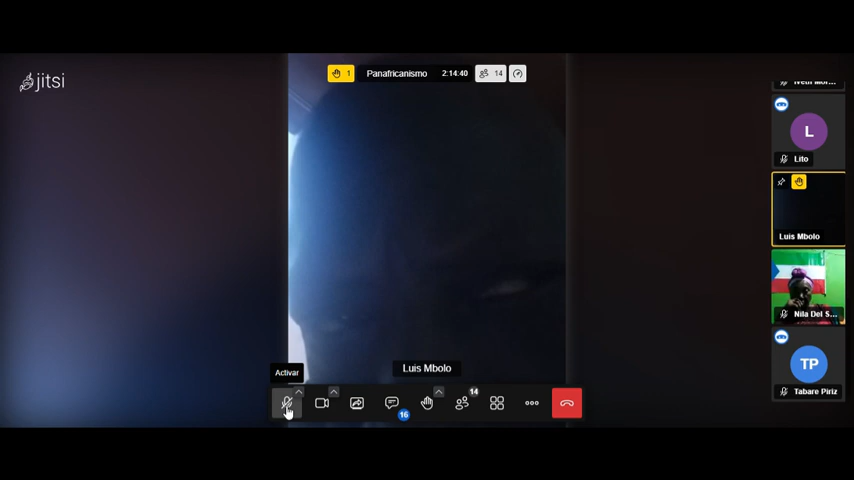 jitsi
1
Panafricanismo
2:14:40
14
Lito
L
Luis Mbolo
Nila Del S...
TP
Tabare Piriz
Luis Mbolo
Activar
14
16